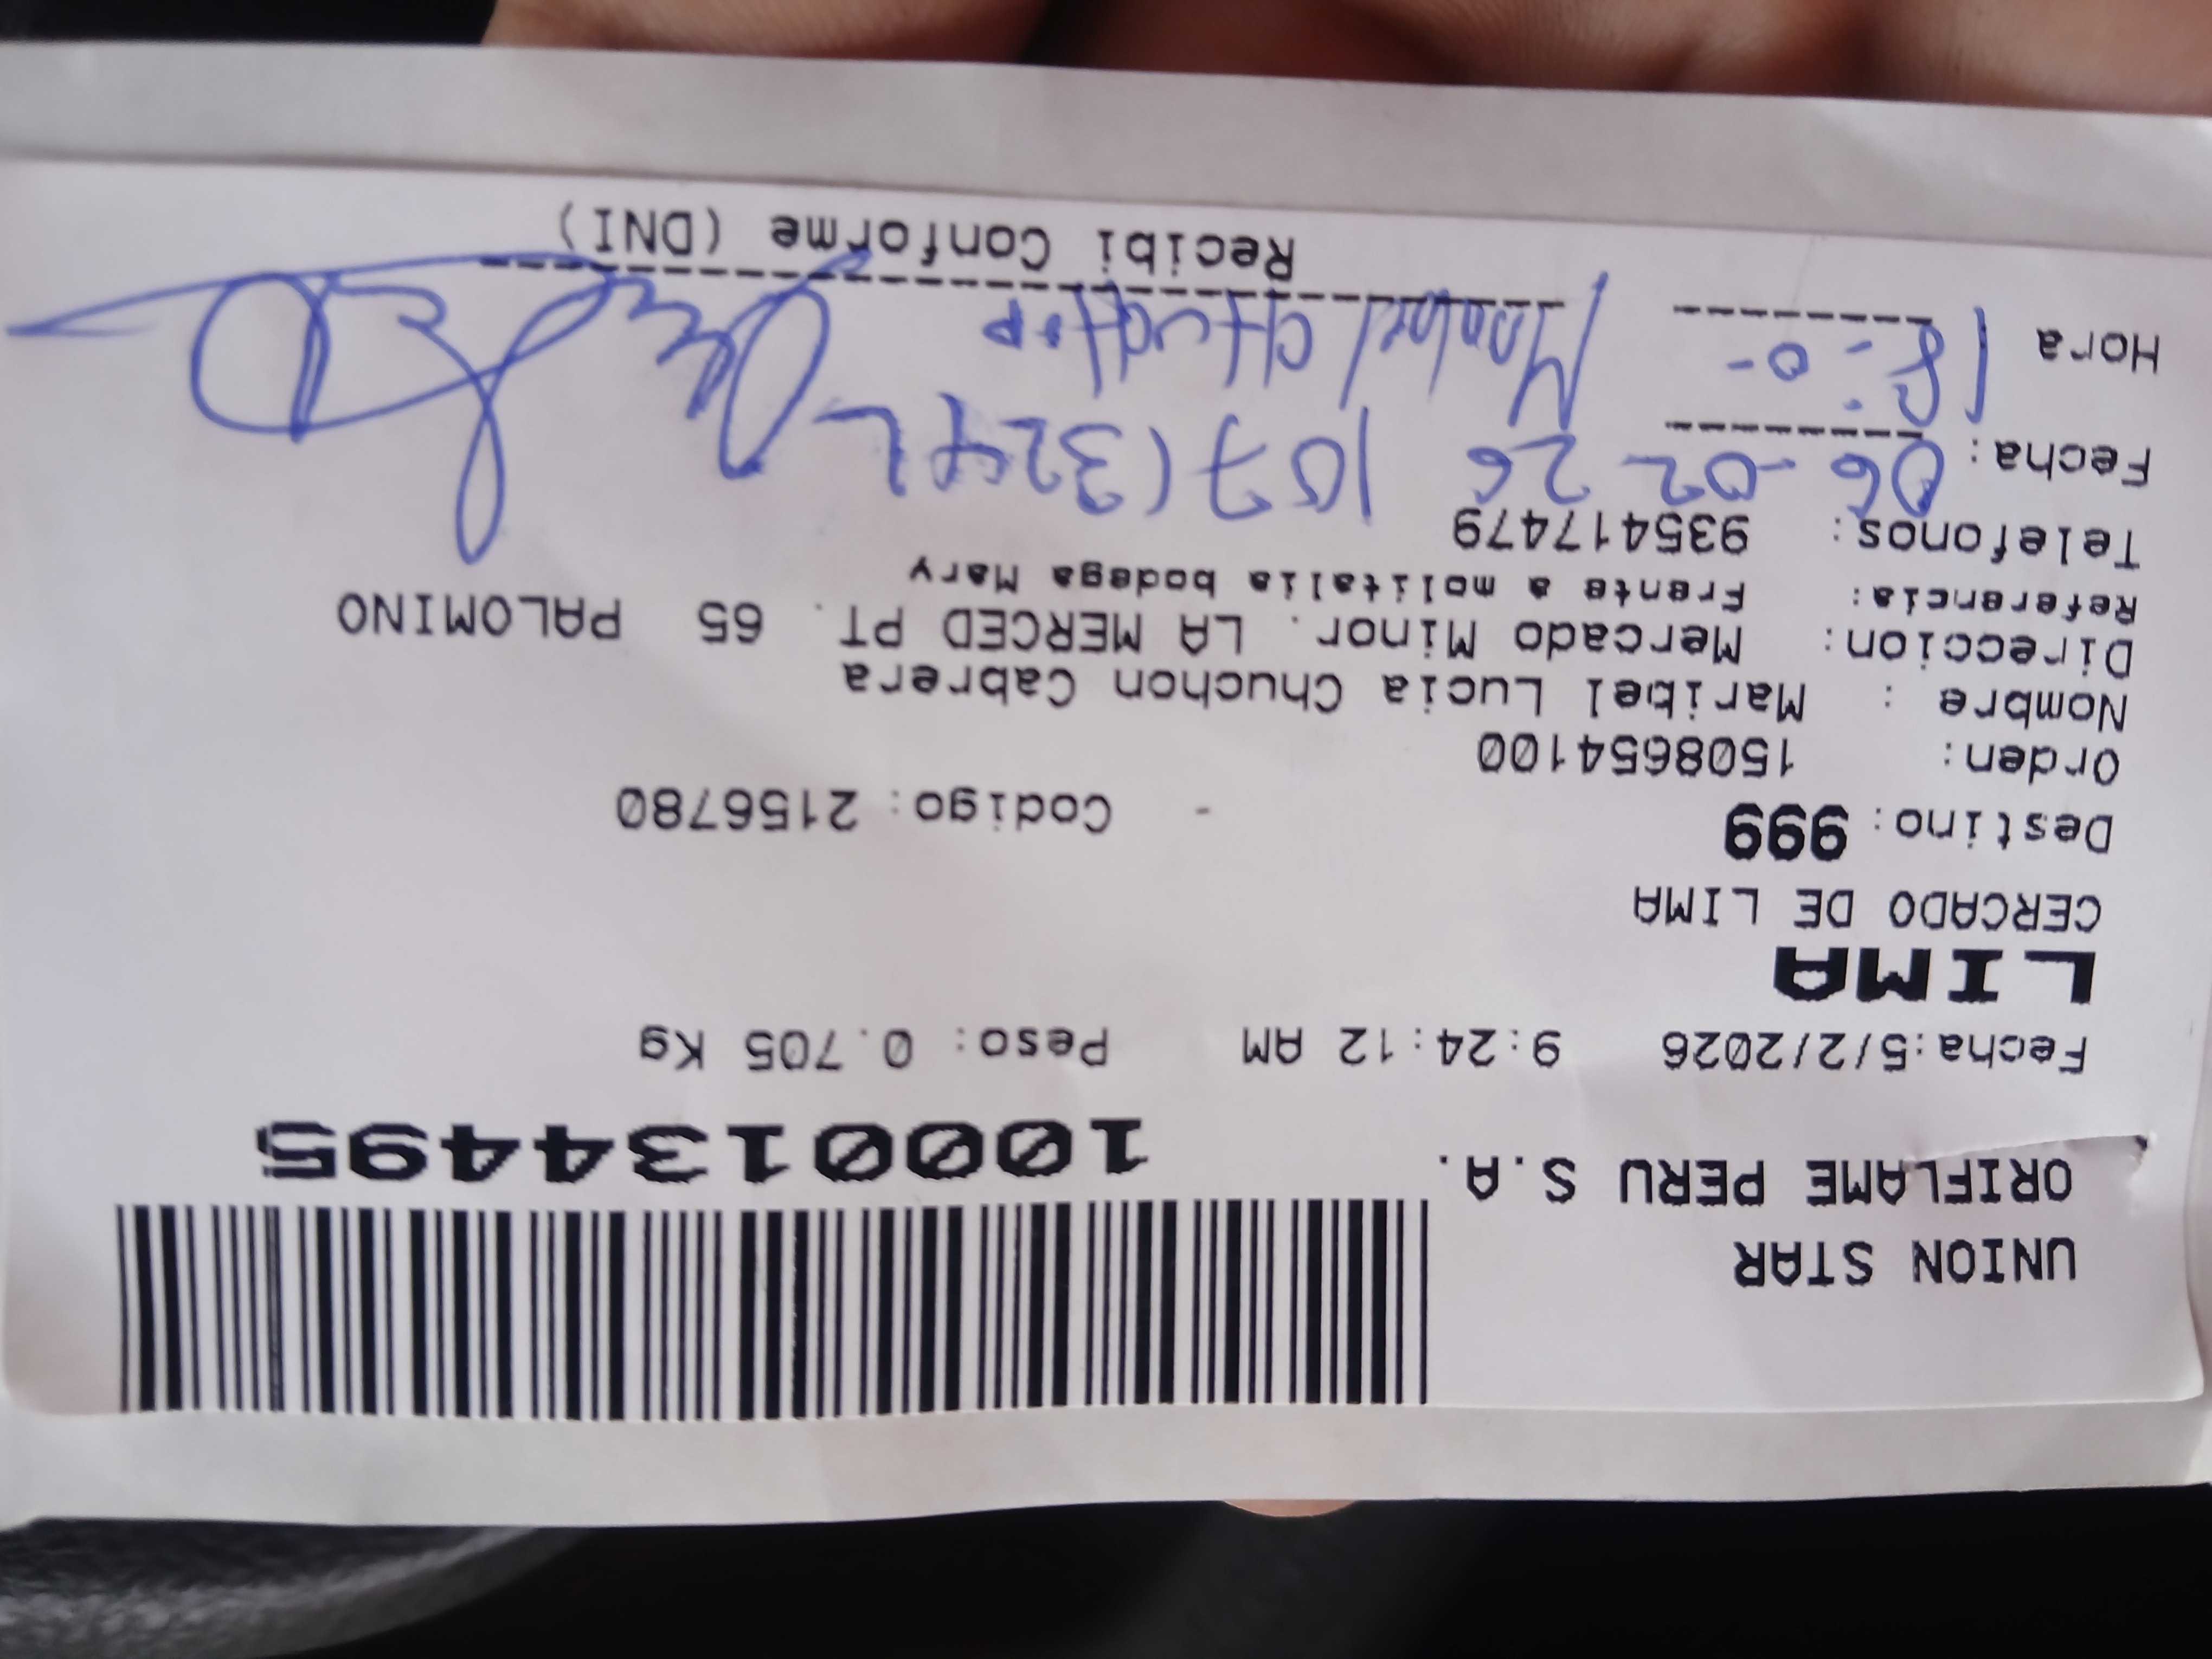 UNION STAR
ORIFLAME PERU S.A.
1000134495
Fecha:5/2/2026 9:24:12 AM Peso: 0.705 Kg
LIMA
CERCADO DE LIMA
Destino: 999 - Codigo: 2156780
Orden: 1508654100
Nombre : Maribel Lucia Chuchon Cabrera
Direccion: Mercado Minor. LA MERCED PT. 65 PALOMINO
Referencia: Frente a molitalia bodega Mary
Telefonos: 935417479
Fecha: 06-02-26
Hora
Recibi Conforme (DNI)